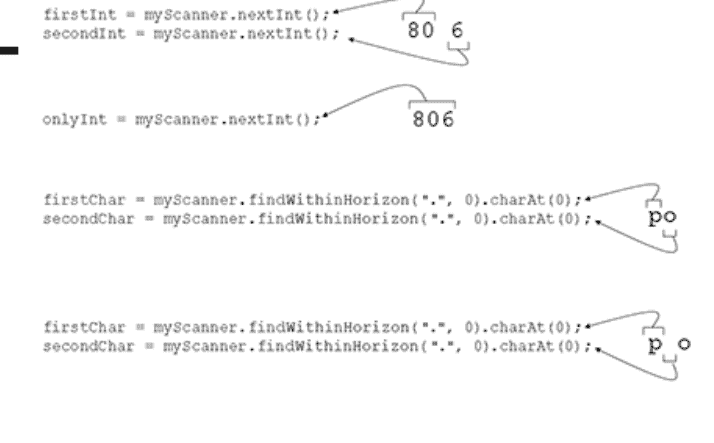 firstInt = myScanner.nextInt();
secondInt = myScanner.nextInt();
80 6
onlyInt = myScanner.nextInt();
806
firstChar = myScanner.findWithinHorizon(".", 0).charAt(0);
secondChar = myScanner.findWithinHorizon(".", 0).charAt(0);
po
firstChar = myScanner.findWithinHorizon(".", 0).charAt(0);
secondChar = myScanner.findWithinHorizon(".", 0).charAt(0);
p o